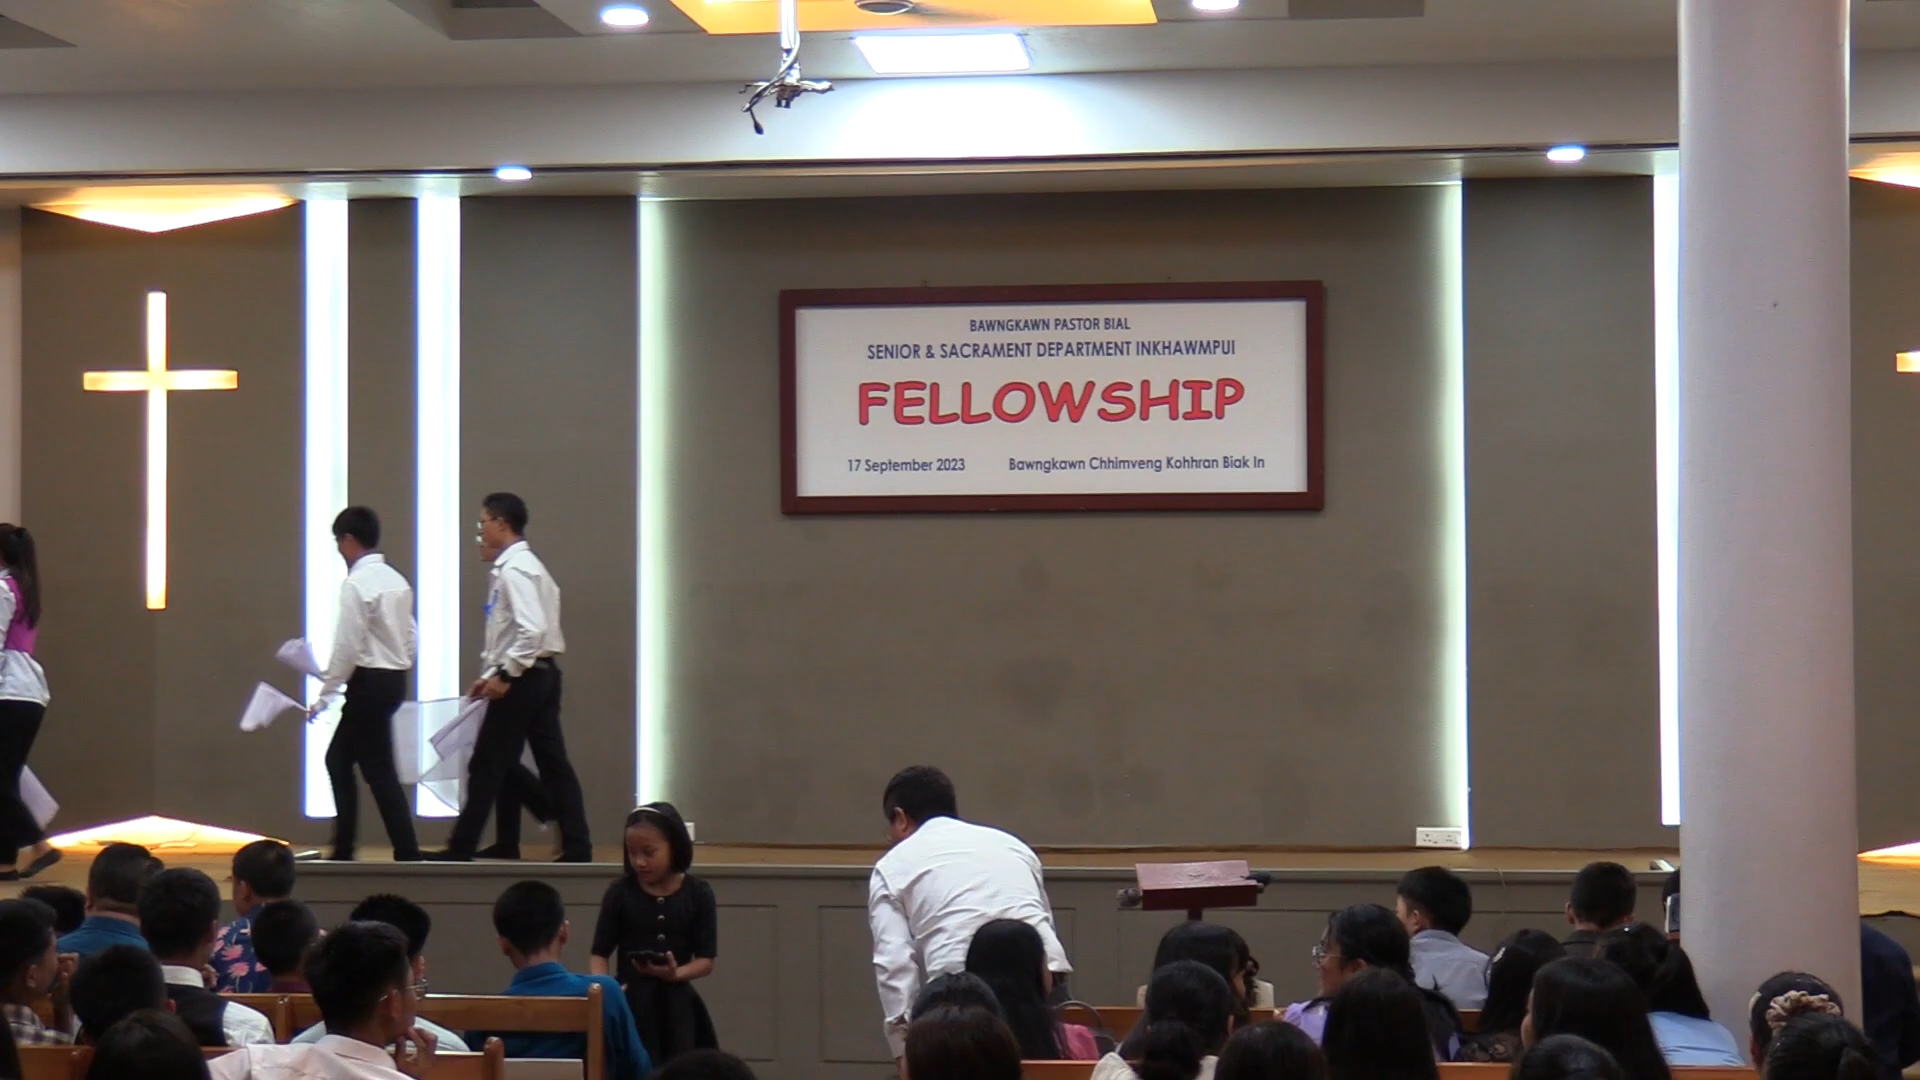 BAWNGKAWN PASTOR BIAL
SENIOR & SACRAMENT DEPARTMENT INKHAWMPUI
FELLOWSHIP
17 September 2023 Bawngkawn Chhimveng Kohhran Biak In